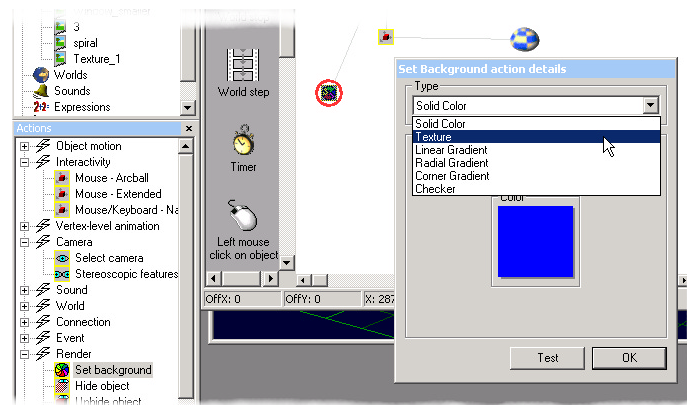 3
spiral
Texture_1
Worlds
Sounds
2+2= Expressions
Actions
Object motion
Interactivity
Mouse - Arcball
Mouse - Extended
Mouse/Keyboard - Na
Vertex-level animation
Camera
Select camera
Stereoscopic features
Sound
World
Connection
Event
Render
Set background
Hide object
Unhide object
World step
Timer
Left mouse
click on object
OffX: 0
OffY: 0
X: 287
Set Background action details
Type
Solid Color
Solid Color
Texture
Linear Gradient
Radial Gradient
Corner Gradient
Checker
Color
Test
OK